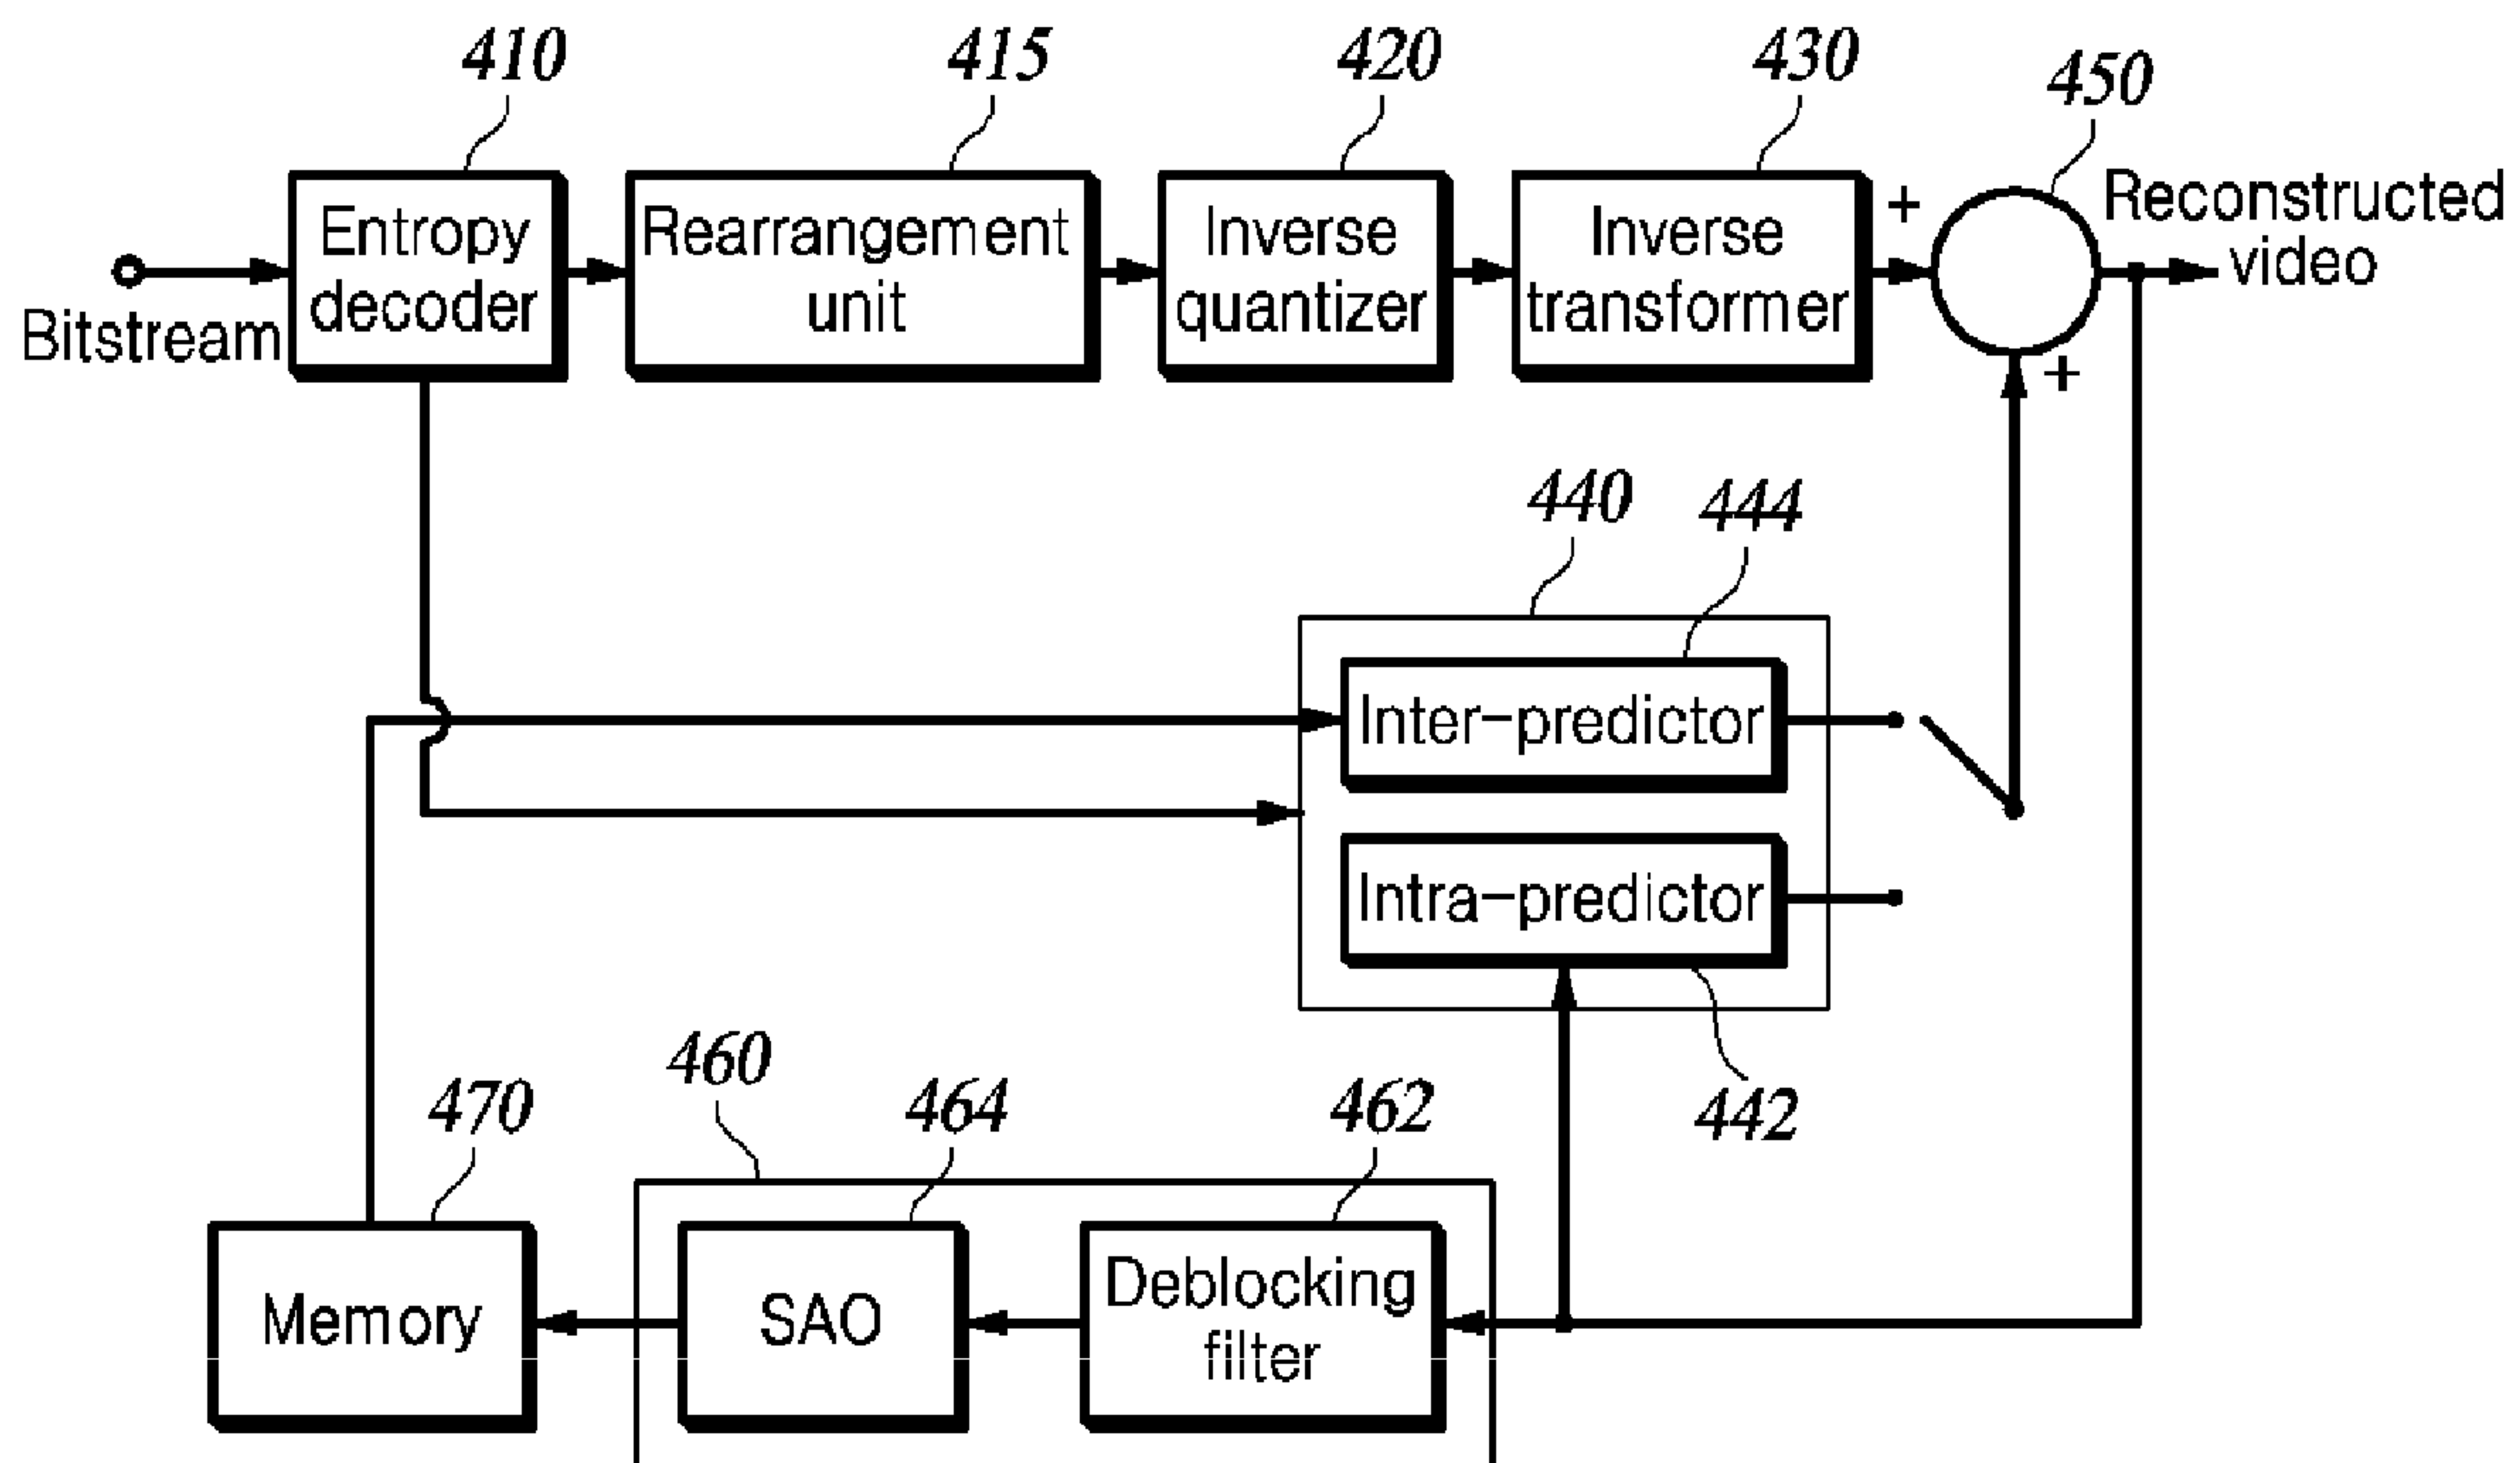 410
415
420
430
450
Entropy
decoder
Rearrangement
unit
Inverse
quantizer
Inverse
transformer
+
Reconstructed
video
Bitstream
+
440
444
Inter-predictor
Intra-predictor
442
460
470
464
462
Memory
SAO
Deblocking
filter